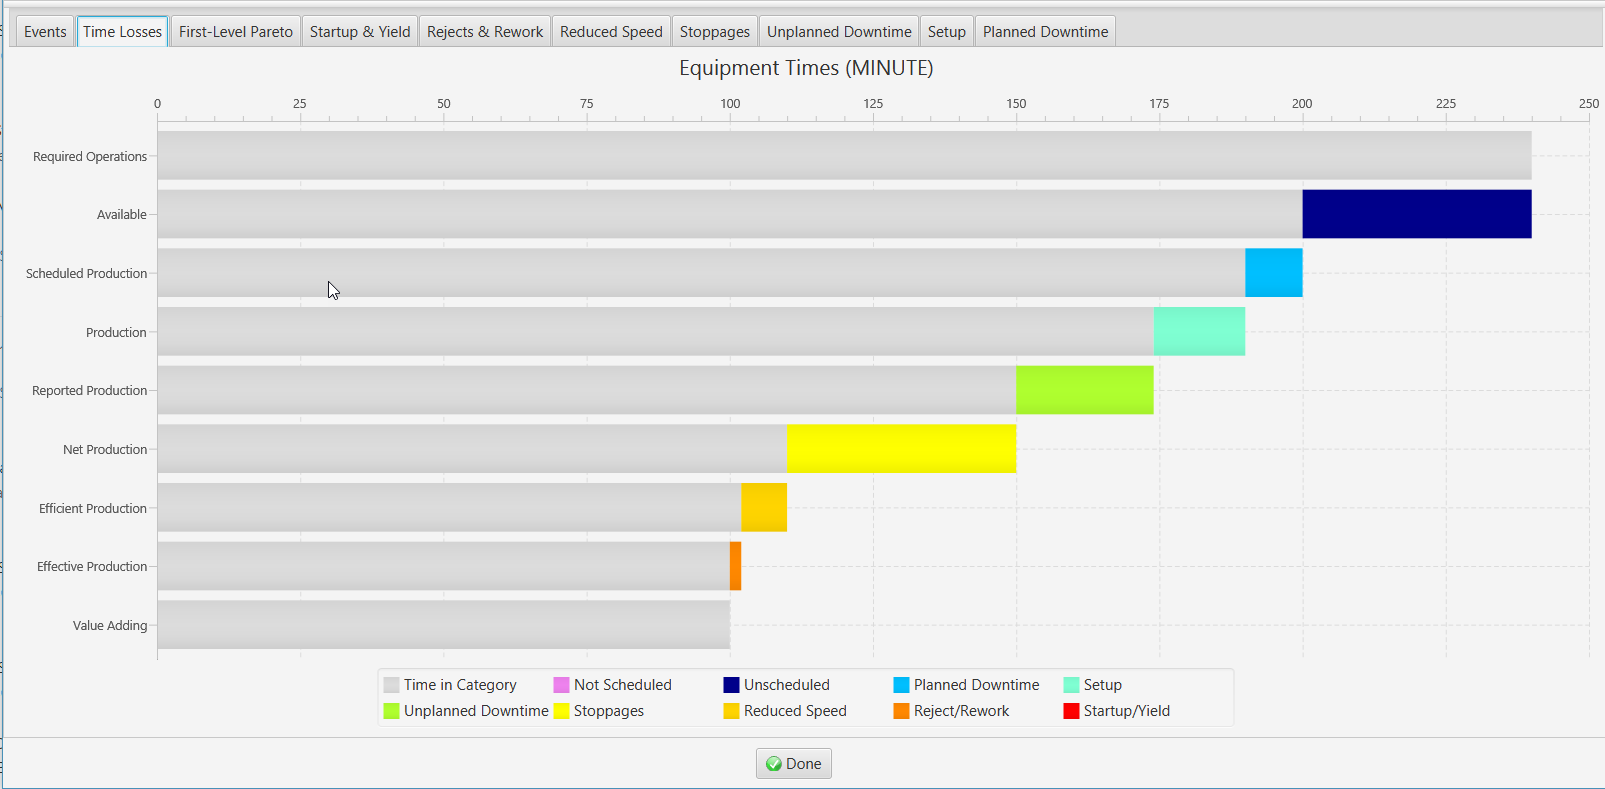 Events Time Losses First-Level Pareto Startup & Yield Rejects & Rework Reduced Speed Stoppages Unplanned Downtime Setup Planned Downtime
Equipment Times (MINUTE)
0 25 50 75 100 125 150 175 200 225 250
Required Operations
Available
Scheduled Production
Production
Reported Production
Net Production
Efficient Production
Effective Production
Value Adding
Time in Category Not Scheduled Unscheduled Planned Downtime Setup
Unplanned Downtime Stoppages Reduced Speed Reject/Rework Startup/Yield
Done